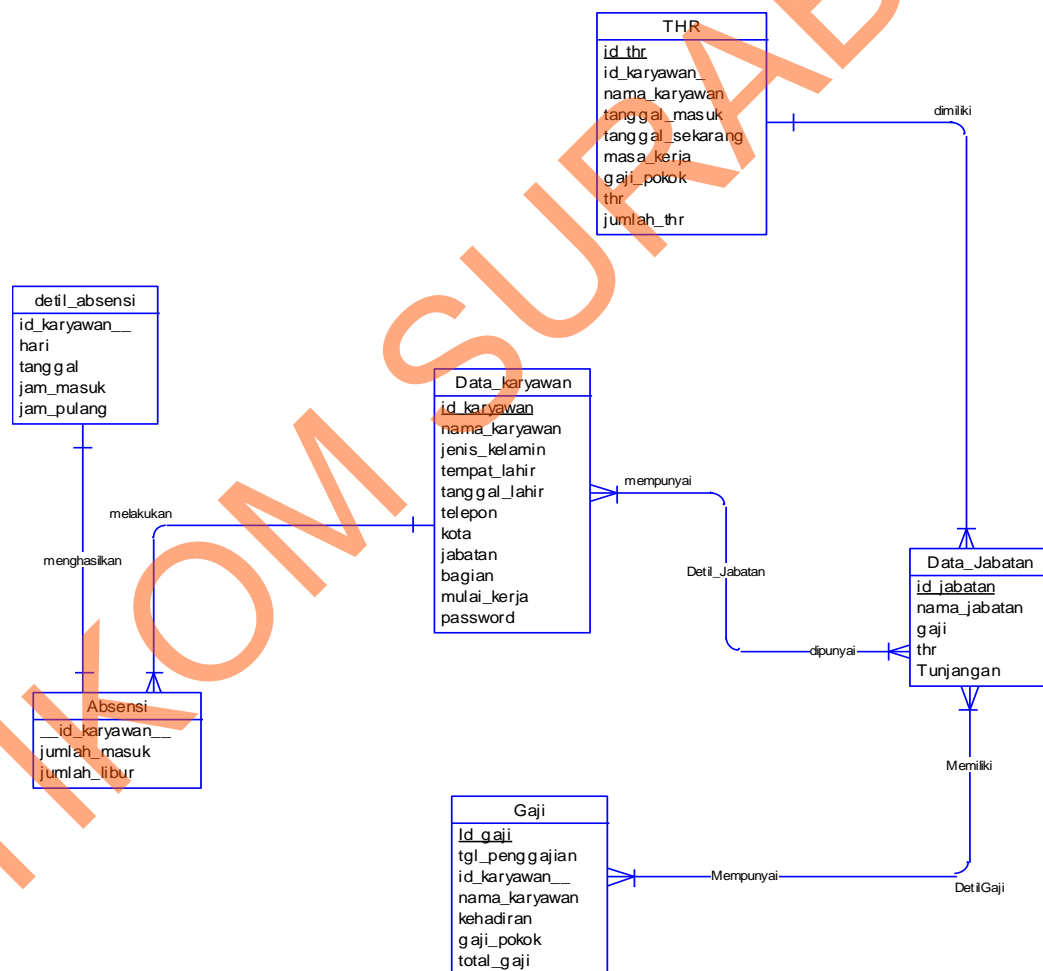 THR
id_thr
id_karyawan_
nama_karyawan
tanggal_masuk
tanggal_sekarang
masa_kerja
gaji_pokok
thr
jumlah_thr
dimiliki
detil_absensi
id_karyawan__
hari
tanggal
jam_masuk
jam_pulang
Data_karyawan
id_karyawan
nama_karyawan
jenis_kelamin
tempat_lahir
tanggal_lahir
telepon
kota
jabatan
bagian
mulai_kerja
password
mempunyai
melakukan
menghasilkan
Detil_Jabatan
dipunyai
Data_Jabatan
id_jabatan
nama_jabatan
gaji
thr
Tunjangan
Absensi
__id_karyawan__
jumlah_masuk
jumlah_libur
Memiliki
Gaji
Id_gaji
tgl_penggajian
id_karyawan__
nama_karyawan
kehadiran
gaji_pokok
total_gaji
Mempunyai
DetilGaji
IKOM SURAB